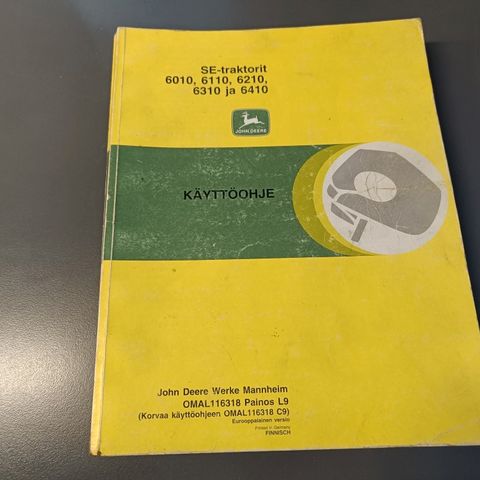 SE-traktorit
6010, 6110, 6210,
6310 ja 6410
JOHN DEERE
KÄYTTÖOHJE
John Deere Werke Mannheim
OMAL116318 Painos L9
(Korvaa käyttöohjeen OMAL116318 C9)
Eurooppalainen versio
Printed in Germany
FINNISCH